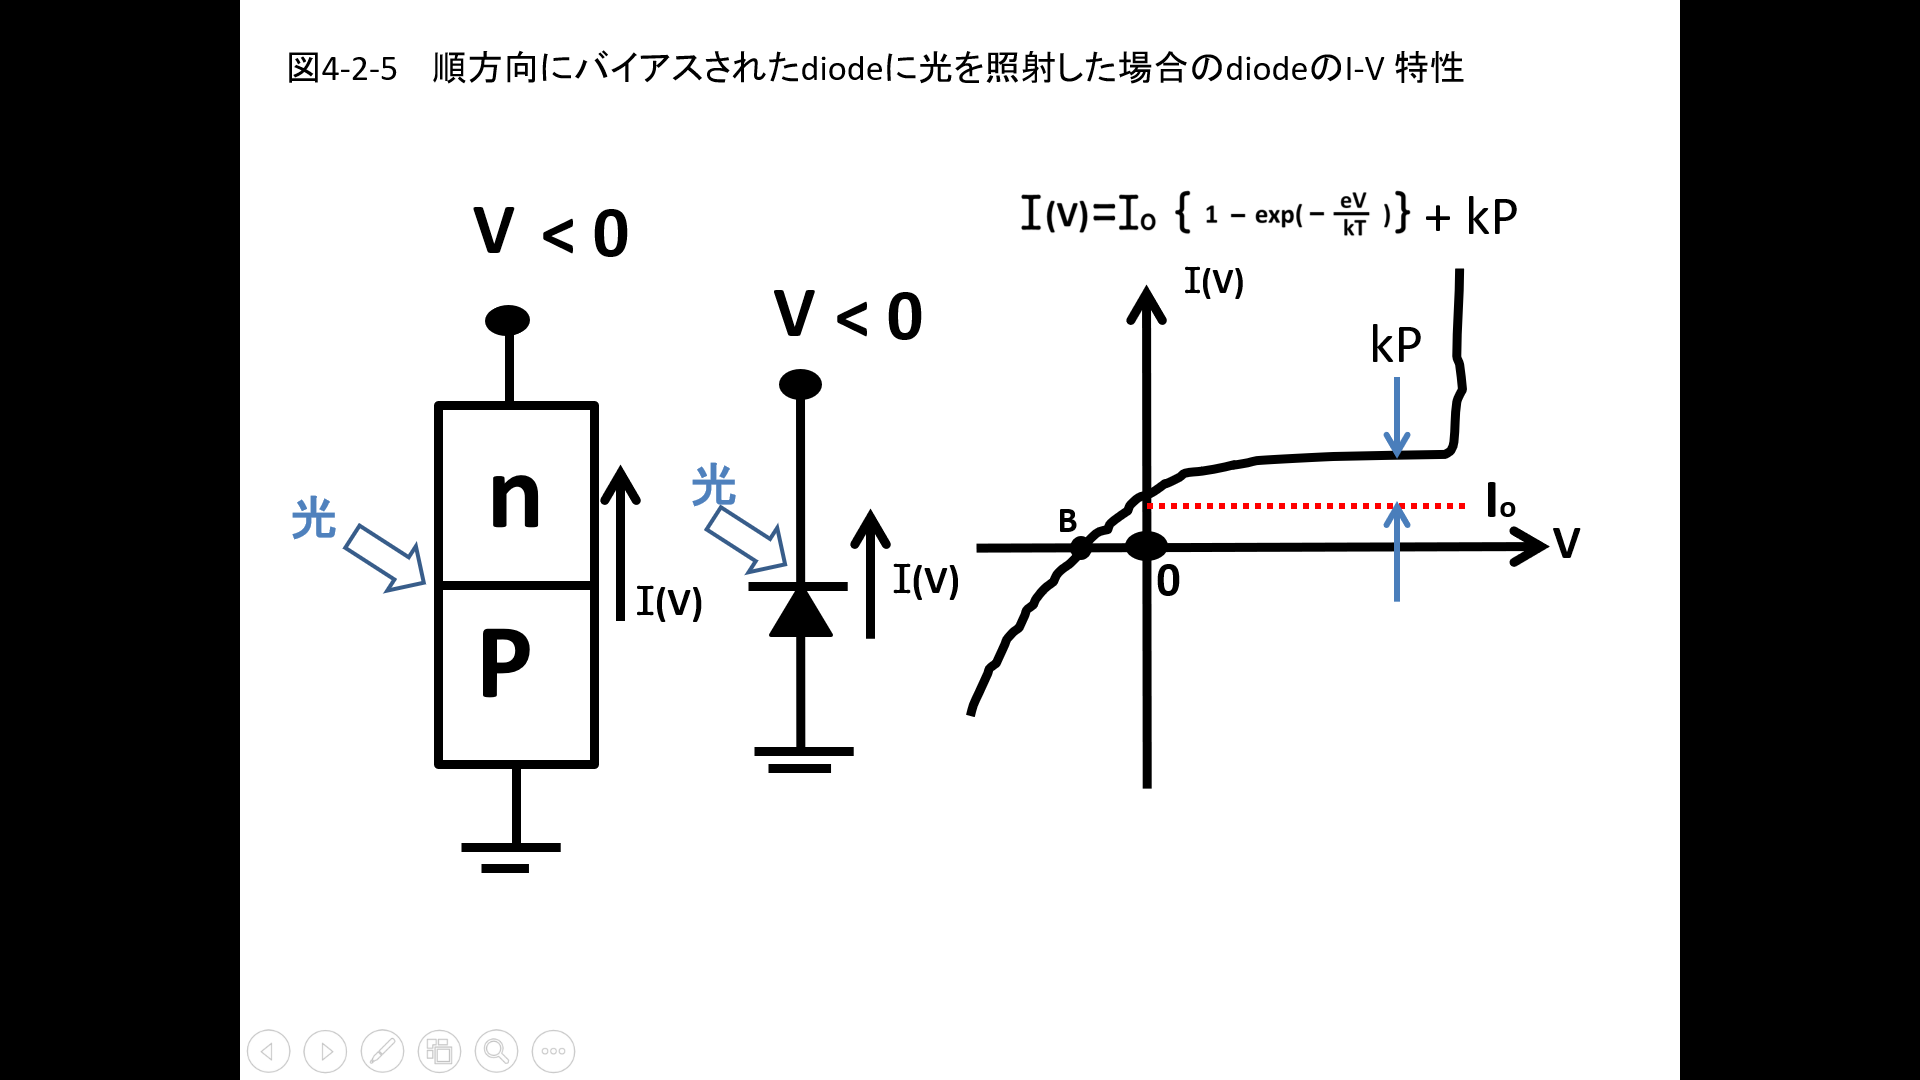 図4-2-5　順方向にバイアスされたdiodeに光を照射した場合のdiodeのI-V 特性
V < 0
V < 0
I(V)=Io { 1 − exp(− eV/kT ) } + kP
I(V)
kP
n
光
光
B
Io
V
0
I(V)
I(V)
P